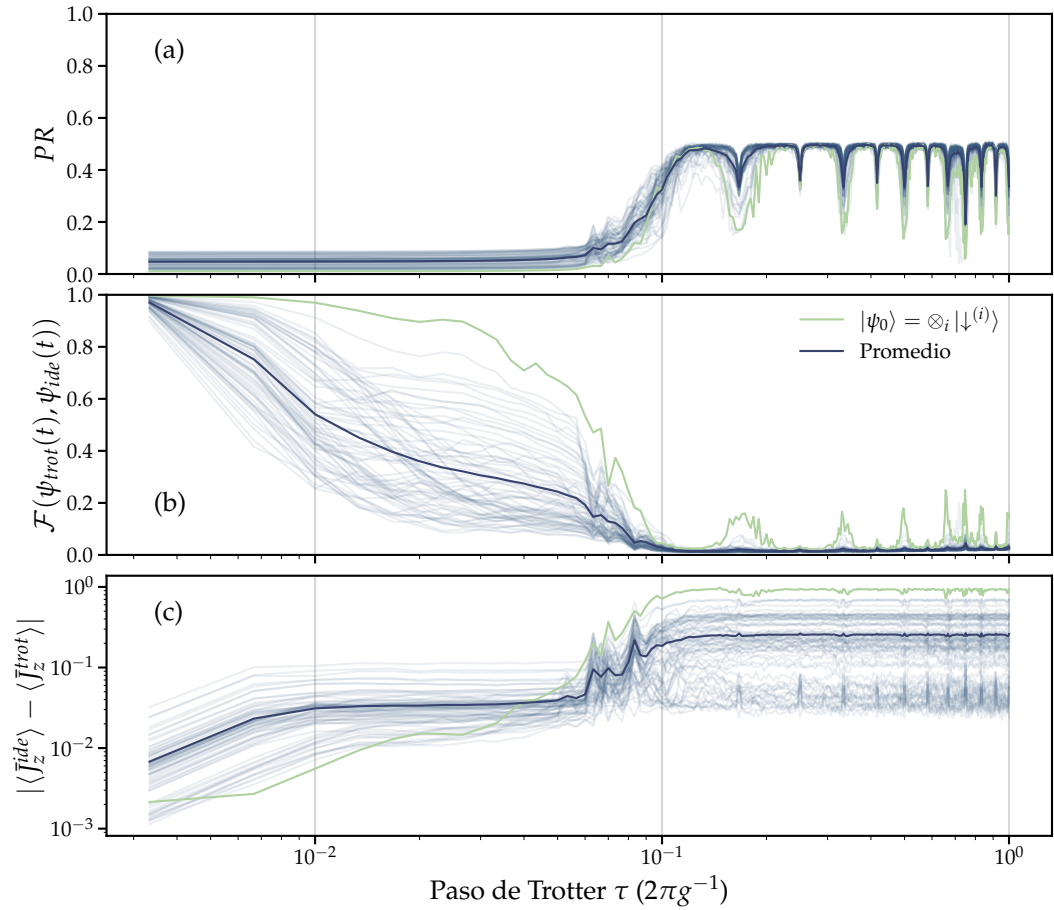 1.0
(a)
0.8
0.6
PR
0.4
0.2
0.0
1.0
|ψ₀⟩ = ⊗ᵢ |↓⁽ⁱ⁾⟩
0.8
Promedio
0.6
ℱ(ψ_trot(t), ψ_ide(t))
0.4
0.2
(b)
0.0
10⁰
(c)
10⁻¹
|⟨J̄_z^ide⟩ − ⟨J̄_z^trot⟩|
10⁻²
10⁻³
10⁻² 10⁻¹ 10⁰
Paso de Trotter τ (2πg⁻¹)